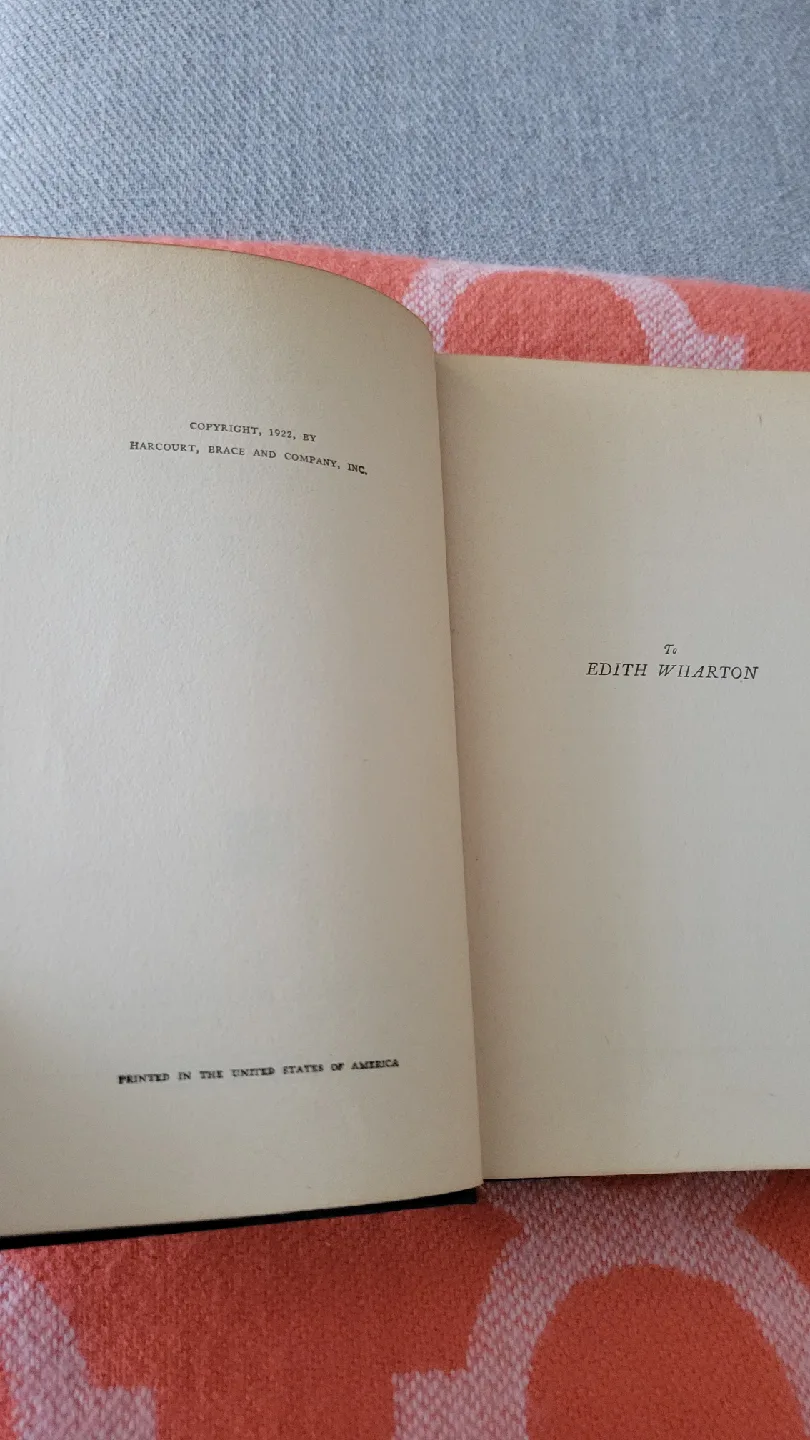 COPYRIGHT, 1922, BY
HARCOURT, BRACE AND COMPANY, INC.
PRINTED IN THE UNITED STATES OF AMERICA
To
EDITH WHARTON